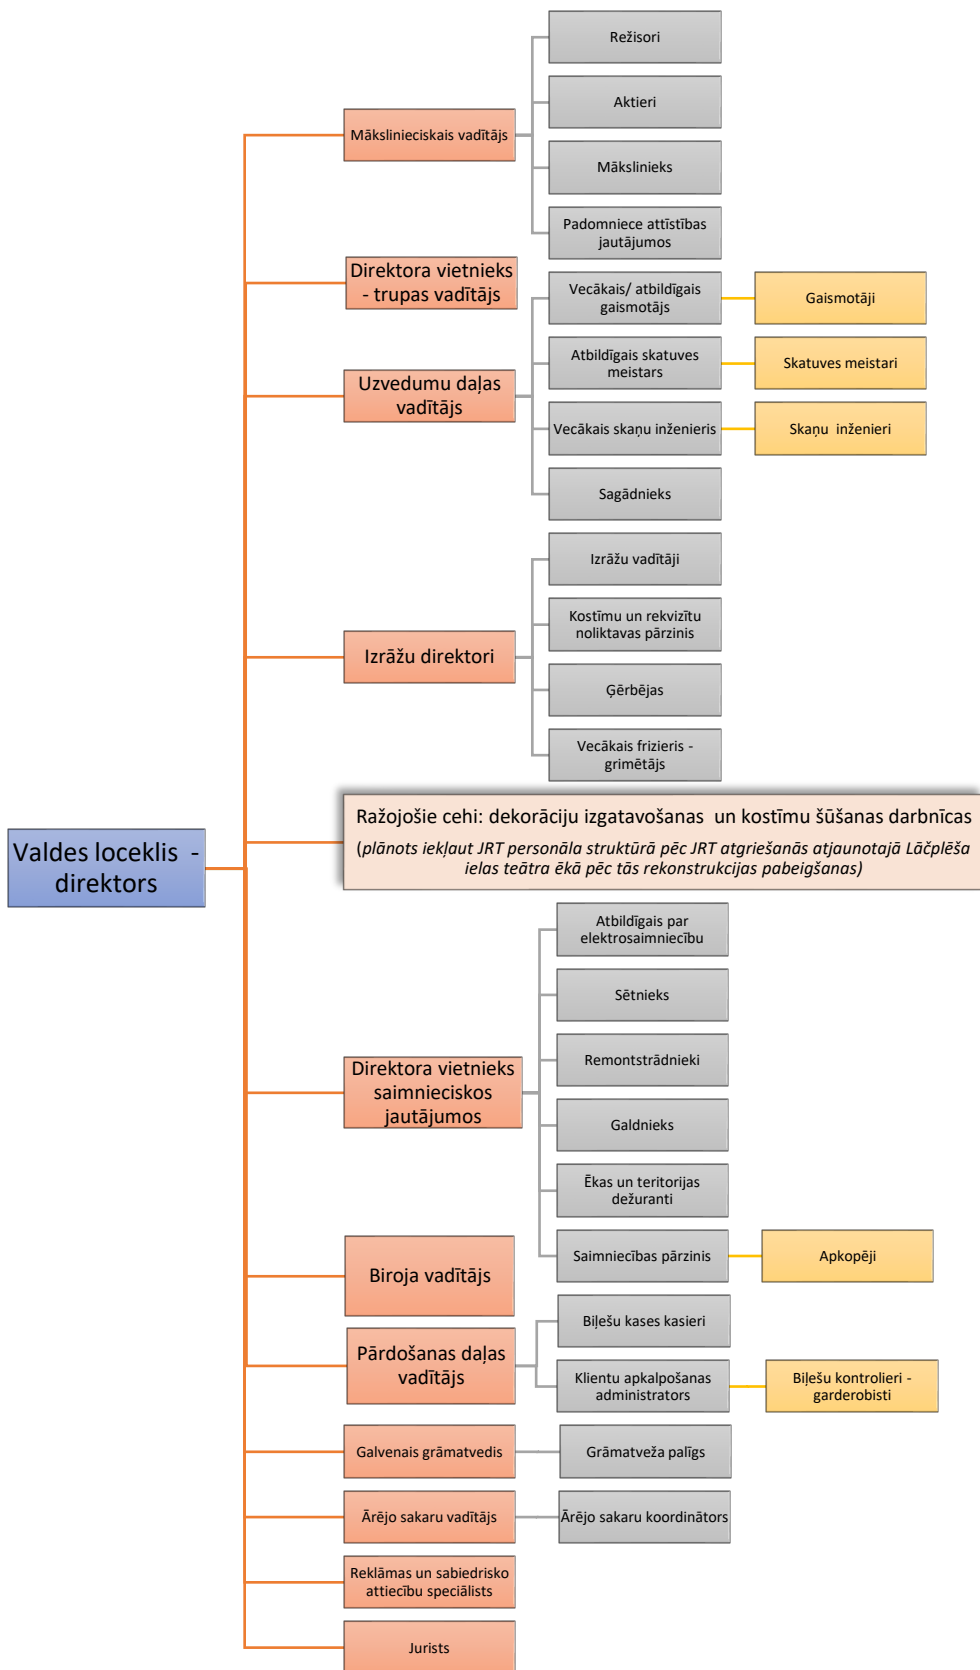 Valdes loceklis -
direktors
Mākslinieciskais vadītājs
Režisori
Aktieri
Mākslinieks
Padomniece attīstības
jautājumos
Direktora vietnieks
- trupas vadītājs
Uzvedumu daļas
vadītājs
Vecākais/ atbildīgais
gaismotājs
Gaismotāji
Atbildīgais skatuves
meistars
Skatuves meistari
Vecākais skaņu inženieris
Skaņu inženieri
Sagādnieks
Izrāžu direktori
Izrāžu vadītāji
Kostīmu un rekvizītu
noliktavas pārzinis
Ģērbējas
Vecākais frizieris -
grimētājs
Ražojošie cehi: dekorāciju izgatavošanas un kostīmu šūšanas darbnīcas
(plānots iekļaut JRT personāla struktūrā pēc JRT atgriešanās atjaunotajā Lāčplēša
ielas teātra ēkā pēc tās rekonstrukcijas pabeigšanas)
Direktora vietnieks
saimnieciskos
jautājumos
Atbildīgais par
elektrosaimniecību
Sētnieks
Remontstrādnieki
Galdnieks
Ēkas un teritorijas
dežuranti
Saimniecības pārzinis
Apkopēji
Biroja vadītājs
Pārdošanas daļas
vadītājs
Biļešu kases kasieri
Klientu apkalpošanas
administrators
Biļešu kontrolieri -
garderobisti
Galvenais grāmatvedis
Grāmatveža palīgs
Ārējo sakaru vadītājs
Ārējo sakaru koordinātors
Reklāmas un sabiedrisko
attiecību speciālists
Jurists